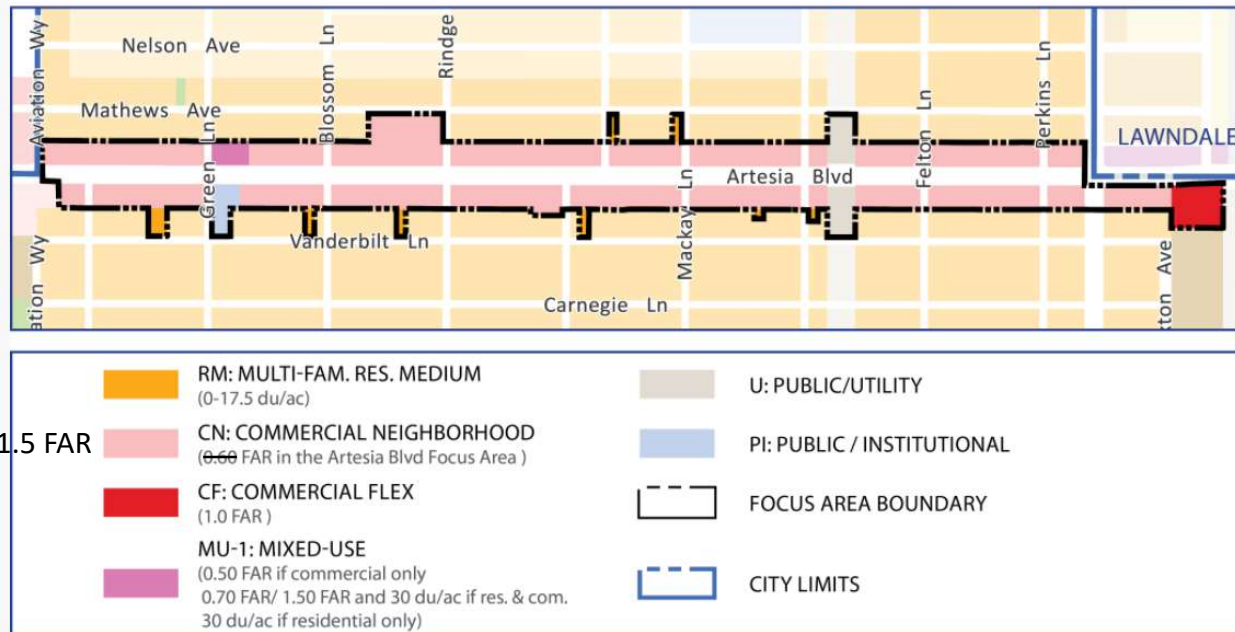 Aviation Wy
Nelson Ave
Blossom Ln
Rindge
Perkins Ln
Mathews Ave
Green Ln
Felton Ln
LAWNDALE
Artesia Blvd
Mackay Ln
Vanderbilt Ln
ation Wy
Carnegie Ln
xton Ave
RM: MULTI-FAM. RES. MEDIUM
(0-17.5 du/ac)
1.5 FAR
CN: COMMERCIAL NEIGHBORHOOD
(0.60 FAR in the Artesia Blvd Focus Area )
CF: COMMERCIAL FLEX
(1.0 FAR )
MU-1: MIXED-USE
(0.50 FAR if commercial only
0.70 FAR/ 1.50 FAR and 30 du/ac if res. & com.
30 du/ac if residential only)
U: PUBLIC/UTILITY
PI: PUBLIC / INSTITUTIONAL
FOCUS AREA BOUNDARY
CITY LIMITS